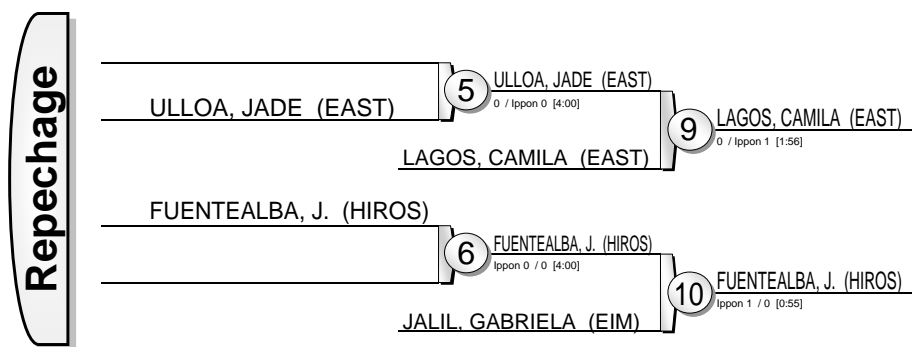 Repechage
ULLOA, JADE (EAST)
5
ULLOA, JADE (EAST)
0 / Ippon 0 [4:00]
LAGOS, CAMILA (EAST)
9
LAGOS, CAMILA (EAST)
0 / Ippon 1 [1:56]
FUENTEALBA, J. (HIROS)
6
FUENTEALBA, J. (HIROS)
Ippon 0 / 0 [4:00]
JALIL, GABRIELA (EIM)
10
FUENTEALBA, J. (HIROS)
Ippon 1 / 0 [0:55]